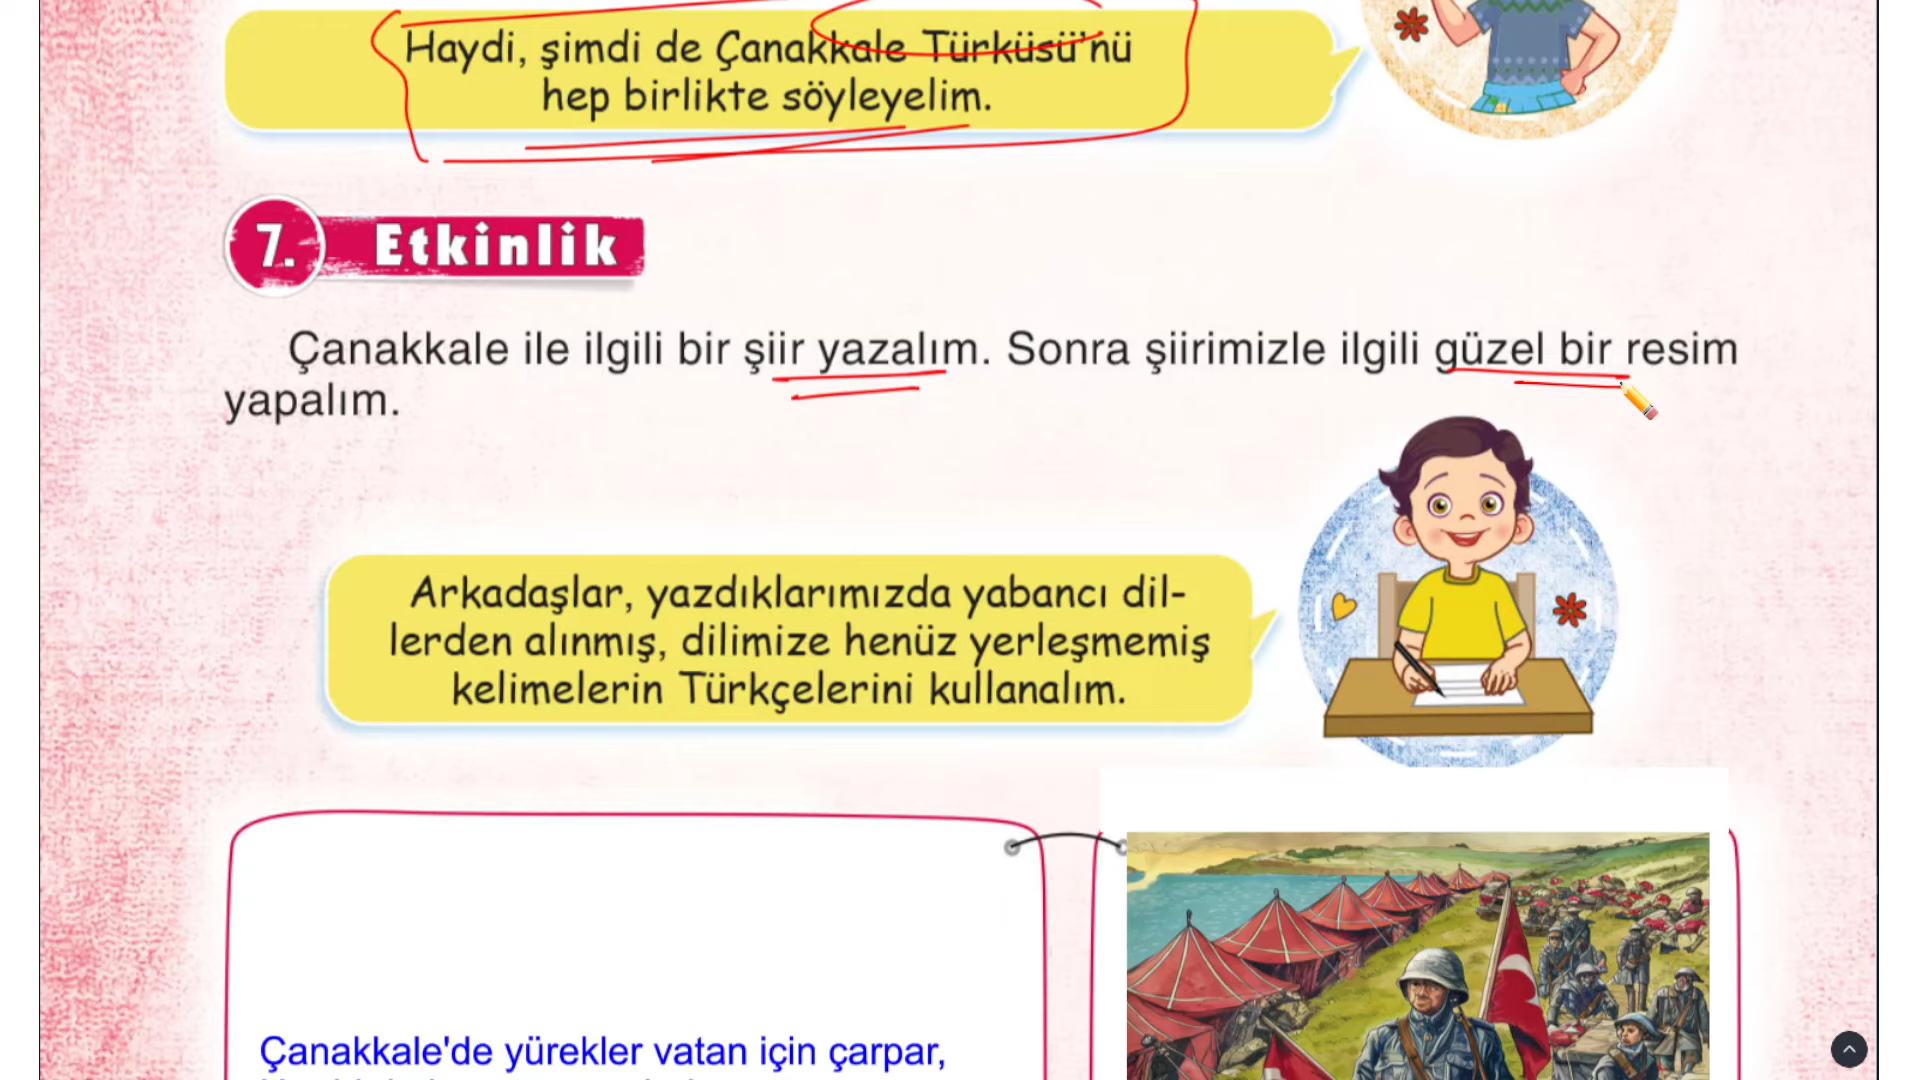 Haydi, şimdi de Çanakkale Türküsü'nü
hep birlikte söyleyelim.
7. Etkinlik
Çanakkale ile ilgili bir şiir yazalım. Sonra şiirimizle ilgili güzel bir resim
yapalım.
Arkadaşlar, yazdıklarımızda yabancı dil-
lerden alınmış, dilimize henüz yerleşmemiş
kelimelerin Türkçelerini kullanalım.
Çanakkale'de yürekler vatan için çarpar,